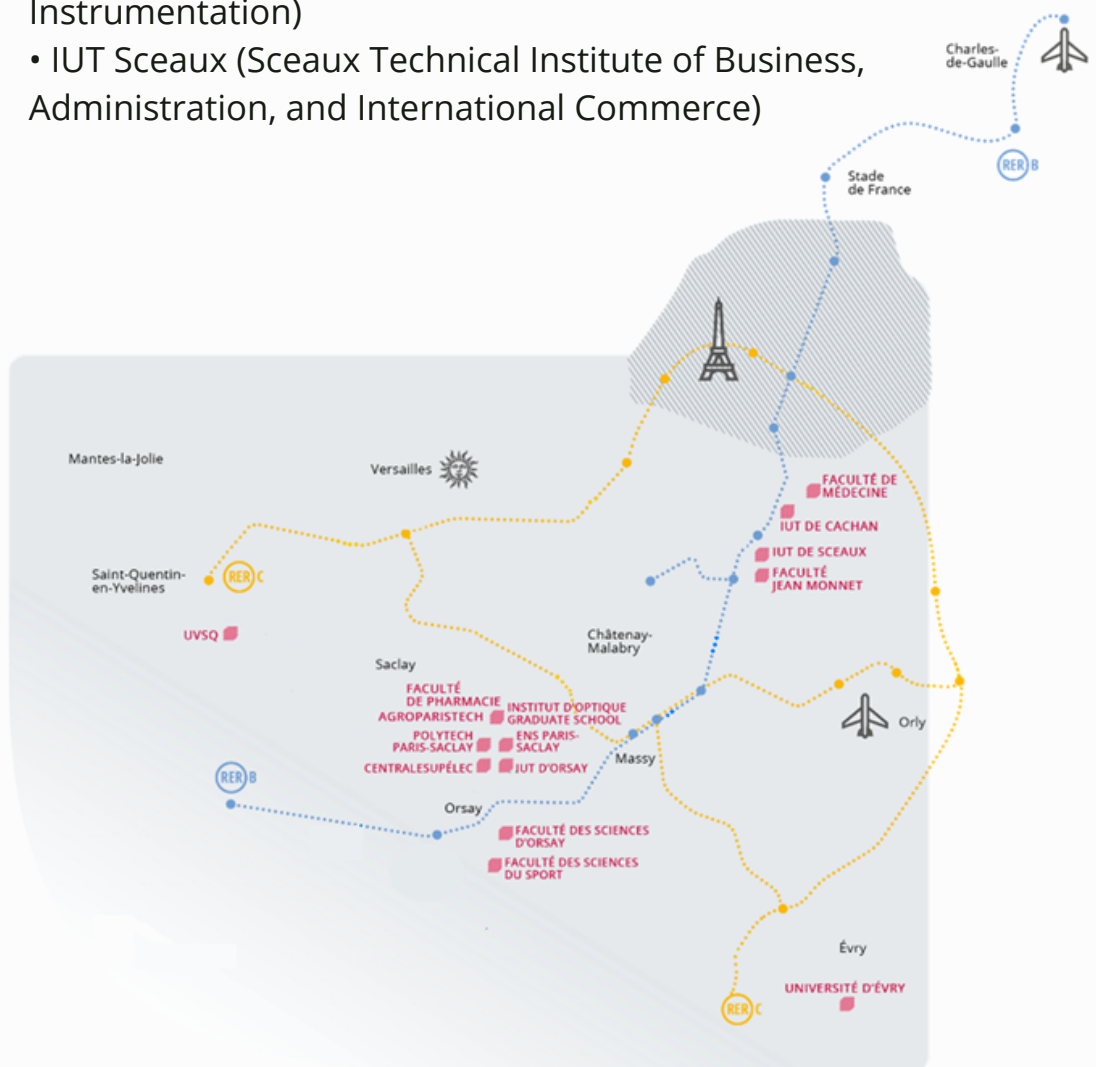 Instrumentation)
• IUT Sceaux (Sceaux Technical Institute of Business,
Administration, and International Commerce)
Charles-
de-Gaulle
RER B
Stade
de France
Mantes-la-Jolie
Versailles
FACULTÉ DE
MÉDECINE
IUT DE CACHAN
IUT DE SCEAUX
FACULTÉ
JEAN MONNET
Saint-Quentin-
en-Yvelines
RER C
UVSQ
Châtenay-
Malabry
Saclay
FACULTÉ
DE PHARMACIE
AGROPARISTECH
INSTITUT D'OPTIQUE
GRADUATE SCHOOL
POLYTECH
PARIS-SACLAY
ENS PARIS-
SACLAY
CENTRALESUPÉLEC
IUT D'ORSAY
Massy
Orly
RER B
Orsay
FACULTÉ DES SCIENCES
D'ORSAY
FACULTÉ DES SCIENCES
DU SPORT
Évry
UNIVERSITÉ D'ÉVRY
RER C